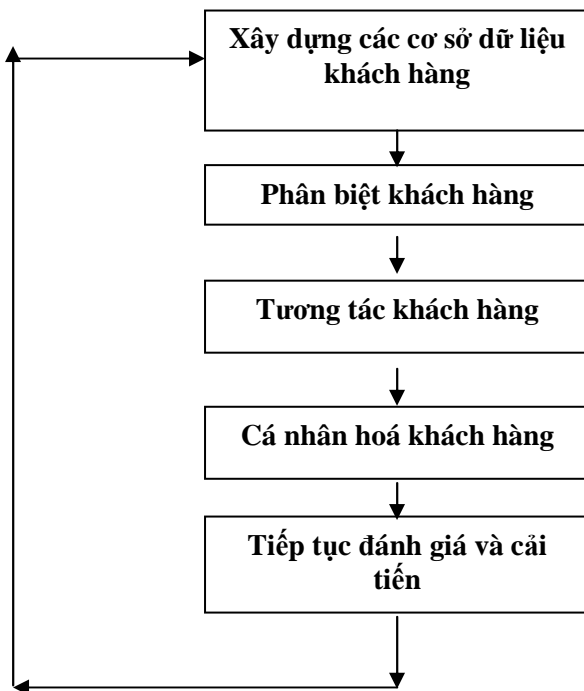 Xây dựng các cơ sở dữ liệu
khách hàng
Phân biệt khách hàng
Tương tác khách hàng
Cá nhân hoá khách hàng
Tiếp tục đánh giá và cải
tiến